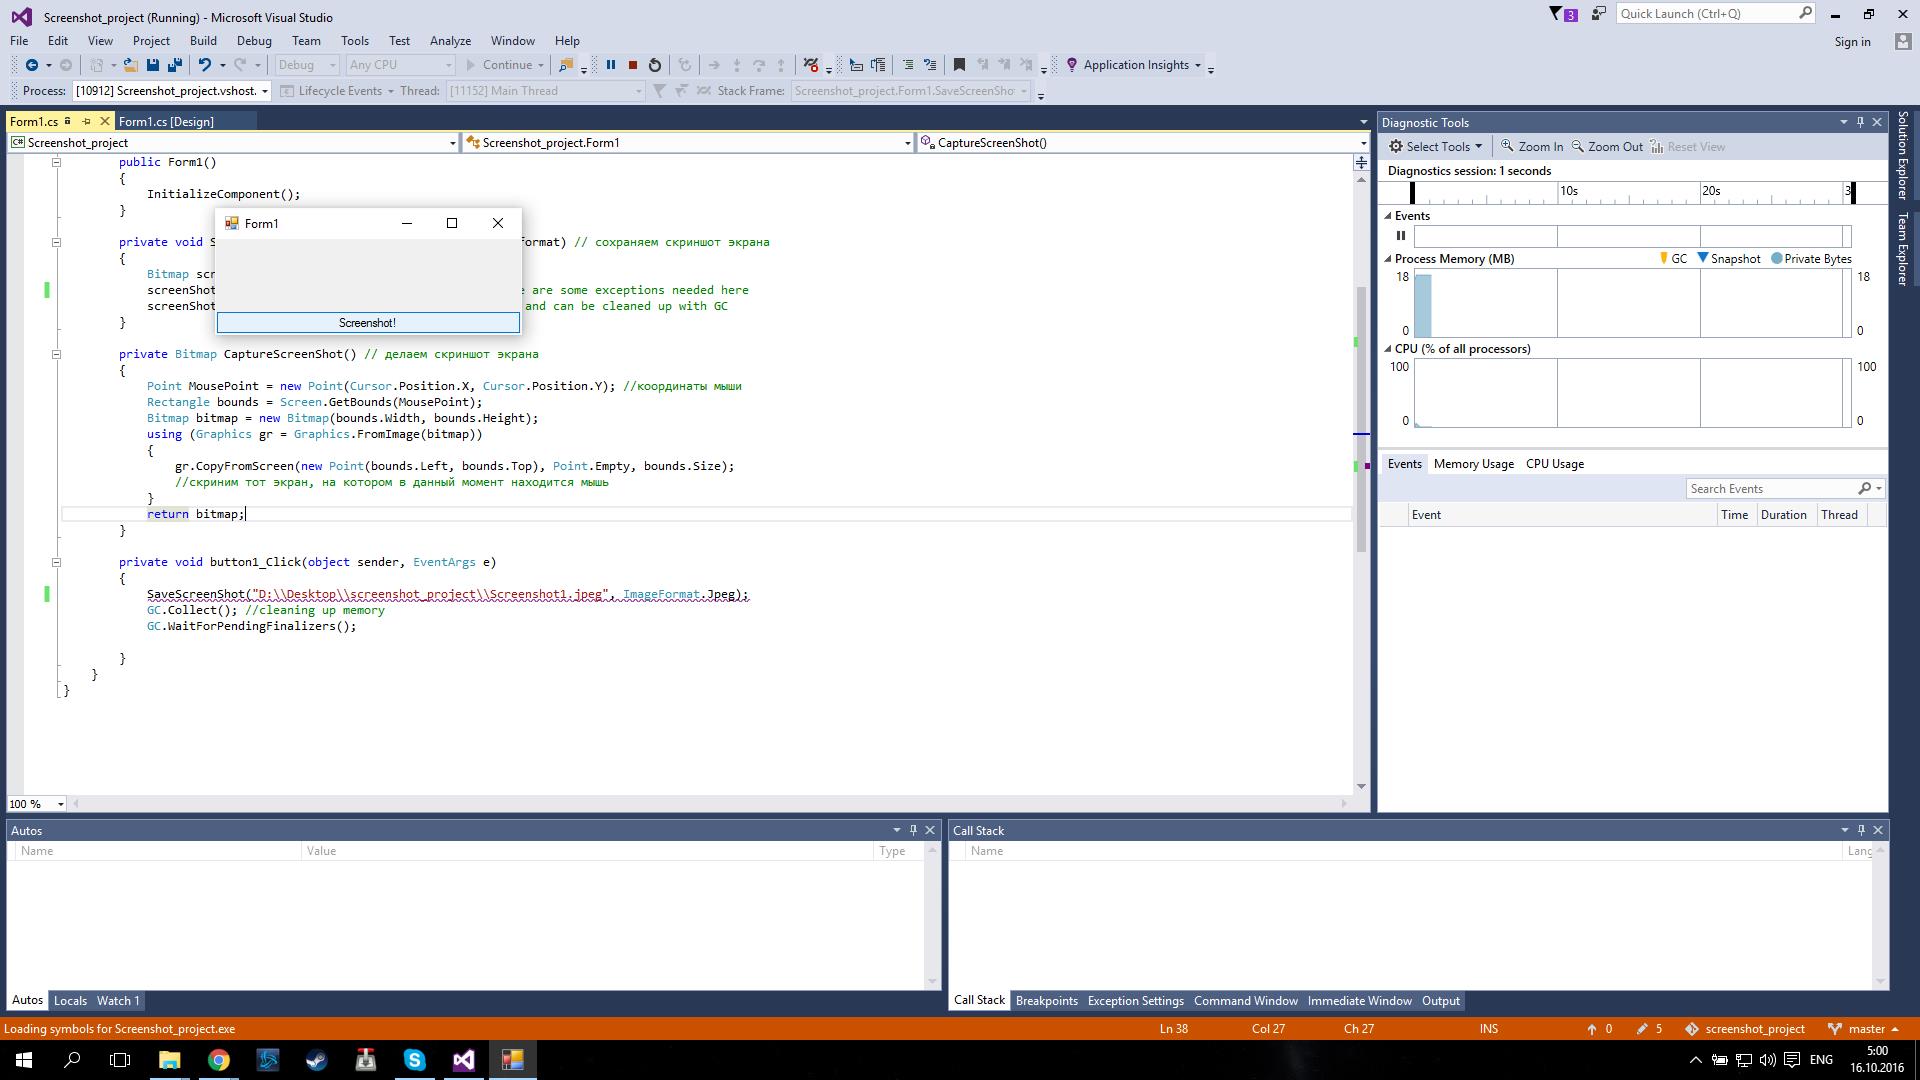 Screenshot_project (Running) - Microsoft Visual Studio
3
Quick Launch (Ctrl+Q)
File Edit View Project Build Debug Team Tools Test Analyze Window Help
Sign in
Debug Any CPU Continue Application Insights
Process: [10912] Screenshot_project.vshost. Lifecycle Events Thread: [11152] Main Thread Stack Frame: Screenshot_project.Form1.SaveScreenSho
Form1.cs Form1.cs [Design]
Screenshot_project Screenshot_project.Form1 CaptureScreenShot()
public Form1()
{
InitializeComponent();
}
Form1
private void S
ormat) // сохраняем скриншот экрана
{
Bitmap scr
screenShot
e are some exceptions needed here
screenShot
and can be cleaned up with GC
}
Screenshot!
private Bitmap CaptureScreenShot() // делаем скриншот экрана
{
Point MousePoint = new Point(Cursor.Position.X, Cursor.Position.Y); //координаты мыши
Rectangle bounds = Screen.GetBounds(MousePoint);
Bitmap bitmap = new Bitmap(bounds.Width, bounds.Height);
using (Graphics gr = Graphics.FromImage(bitmap))
{
gr.CopyFromScreen(new Point(bounds.Left, bounds.Top), Point.Empty, bounds.Size);
//скриним тот экран, на котором в данный момент находится мышь
}
return bitmap;
}
private void button1_Click(object sender, EventArgs e)
{
SaveScreenShot("D:\\Desktop\\screenshot_project\\Screenshot1.jpeg", ImageFormat.Jpeg);
GC.Collect(); //cleaning up memory
GC.WaitForPendingFinalizers();
}
}
}
100 %
Diagnostic Tools
Select Tools Zoom In Zoom Out Reset View
Diagnostics session: 1 seconds
10s 20s 3
Events
Process Memory (MB) GC Snapshot Private Bytes
18 18
0 0
CPU (% of all processors)
100 100
0 0
Events Memory Usage CPU Usage
Search Events
Event Time Duration Thread
Solution Explorer
Team Explorer
Autos
Name Value Type
Autos Locals Watch 1
Call Stack
Name Lang
Call Stack Breakpoints Exception Settings Command Window Immediate Window Output
Loading symbols for Screenshot_project.exe Ln 38 Col 27 Ch 27 INS 0 5 screenshot_project master
ENG
5:00
16.10.2016